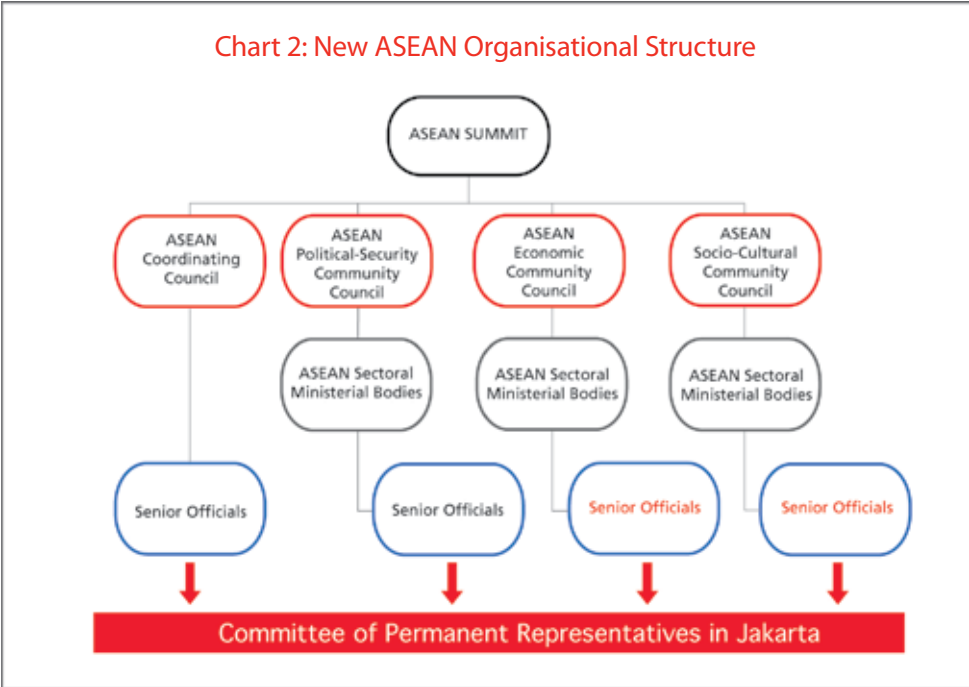 Chart 2: New ASEAN Organisational Structure
ASEAN SUMMIT
ASEAN
Coordinating
Council
ASEAN
Political-Security
Community
Council
ASEAN
Economic
Community
Council
ASEAN
Socio-Cultural
Community
Council
ASEAN Sectoral
Ministerial Bodies
ASEAN Sectoral
Ministerial Bodies
ASEAN Sectoral
Ministerial Bodies
Senior Officials
Senior Officials
Senior Officials
Senior Officials
Committee of Permanent Representatives in Jakarta